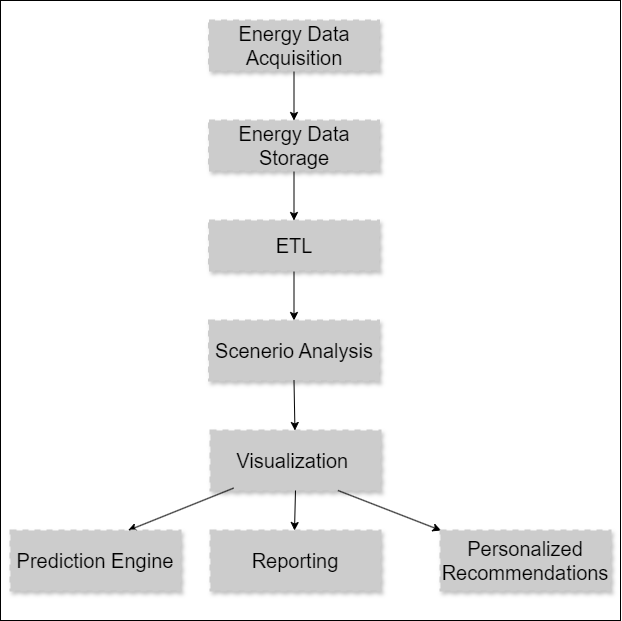 Energy Data
Acquisition
Energy Data
Storage
ETL
Scenerio Analysis
Visualization
Prediction Engine
Reporting
Personalized
Recommendations